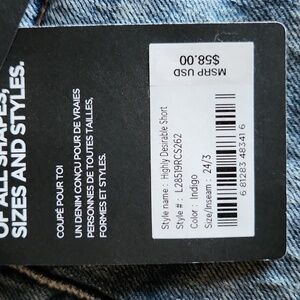 OF ALL SHAPES,
SIZES AND STYLES.
COUPÉ POUR TOI
UN DENIM CONÇU POUR DE VRAIES
PERSONNES DE TOUTES TAILLES,
FORMES ET STYLES.
MSRP USD
$58.00
Style name : Highly Desirable Short
Style # : L28519RCS262
Color : Indigo
Size/Inseam : 24/3
6 81283 48341 6